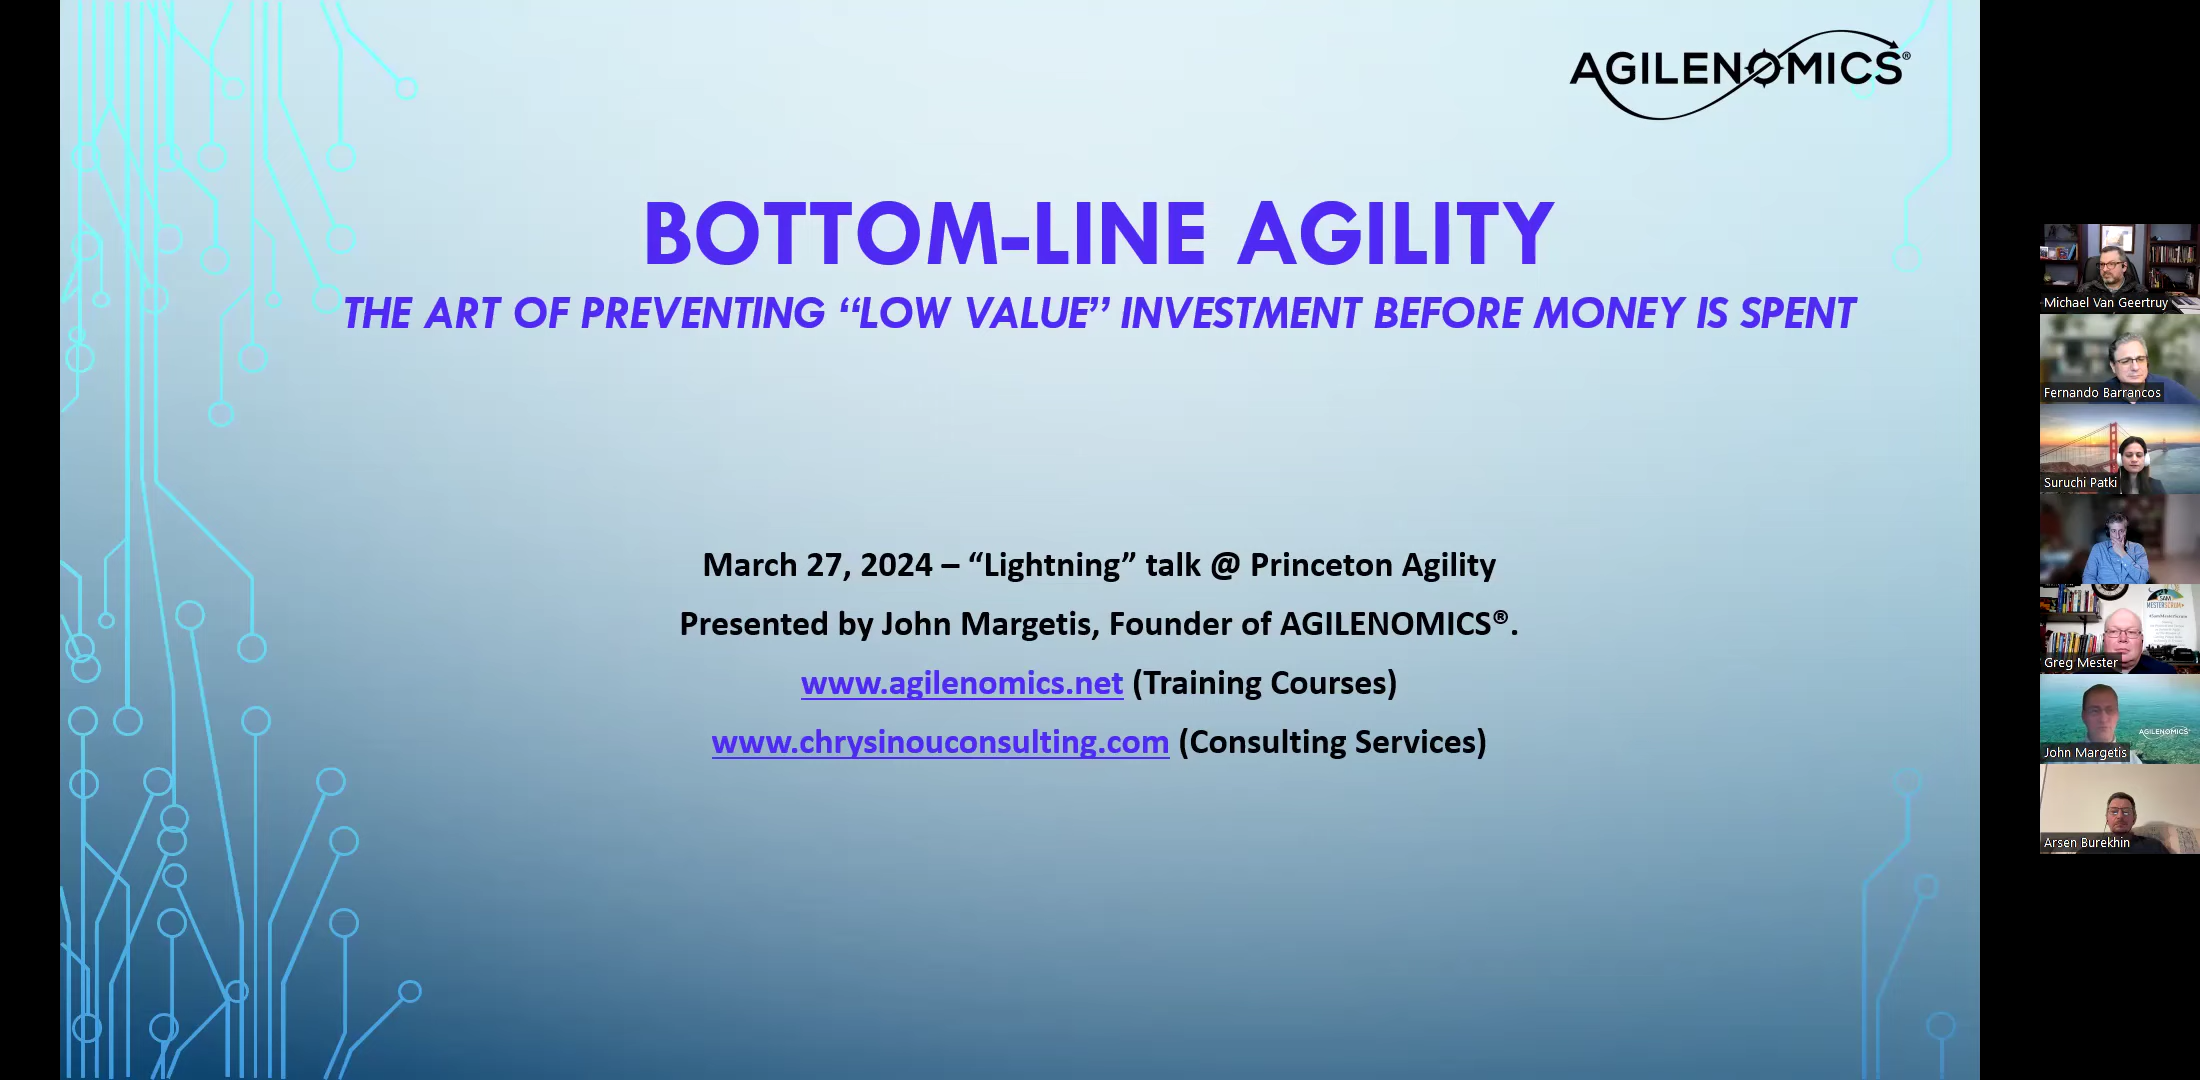 AGILENOMICS®
BOTTOM-LINE AGILITY
THE ART OF PREVENTING “LOW VALUE” INVESTMENT BEFORE MONEY IS SPENT
March 27, 2024 – “Lightning” talk @ Princeton Agility
Presented by John Margetis, Founder of AGILENOMICS®.
www.agilenomics.net (Training Courses)
www.chrysinouconsulting.com (Consulting Services)
Michael Van Geertruy
Fernando Barrancos
Suruchi Patki
SAM
MESTERSCRUM
Greg Mester
AGILENOMICS
John Margetis
Arsen Burekhin